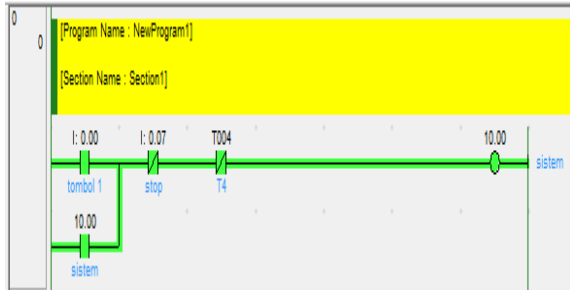 0
0
[Program Name : NewProgram1]
[Section Name : Section1]
I: 0.00 I: 0.07 T004 10.00
sistem
tombol 1 stop T4
10.00
sistem